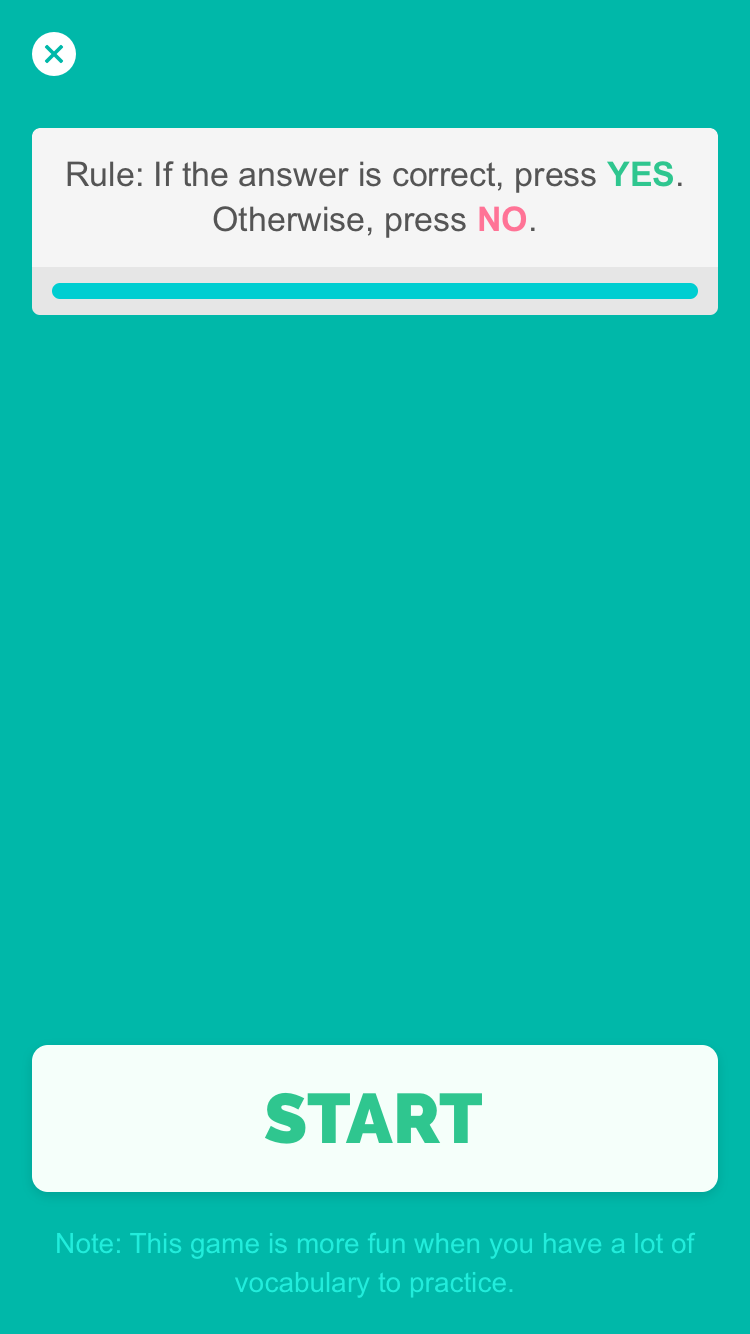 Rule: If the answer is correct, press YES.
Otherwise, press NO.
START
Note: This game is more fun when you have a lot of
vocabulary to practice.